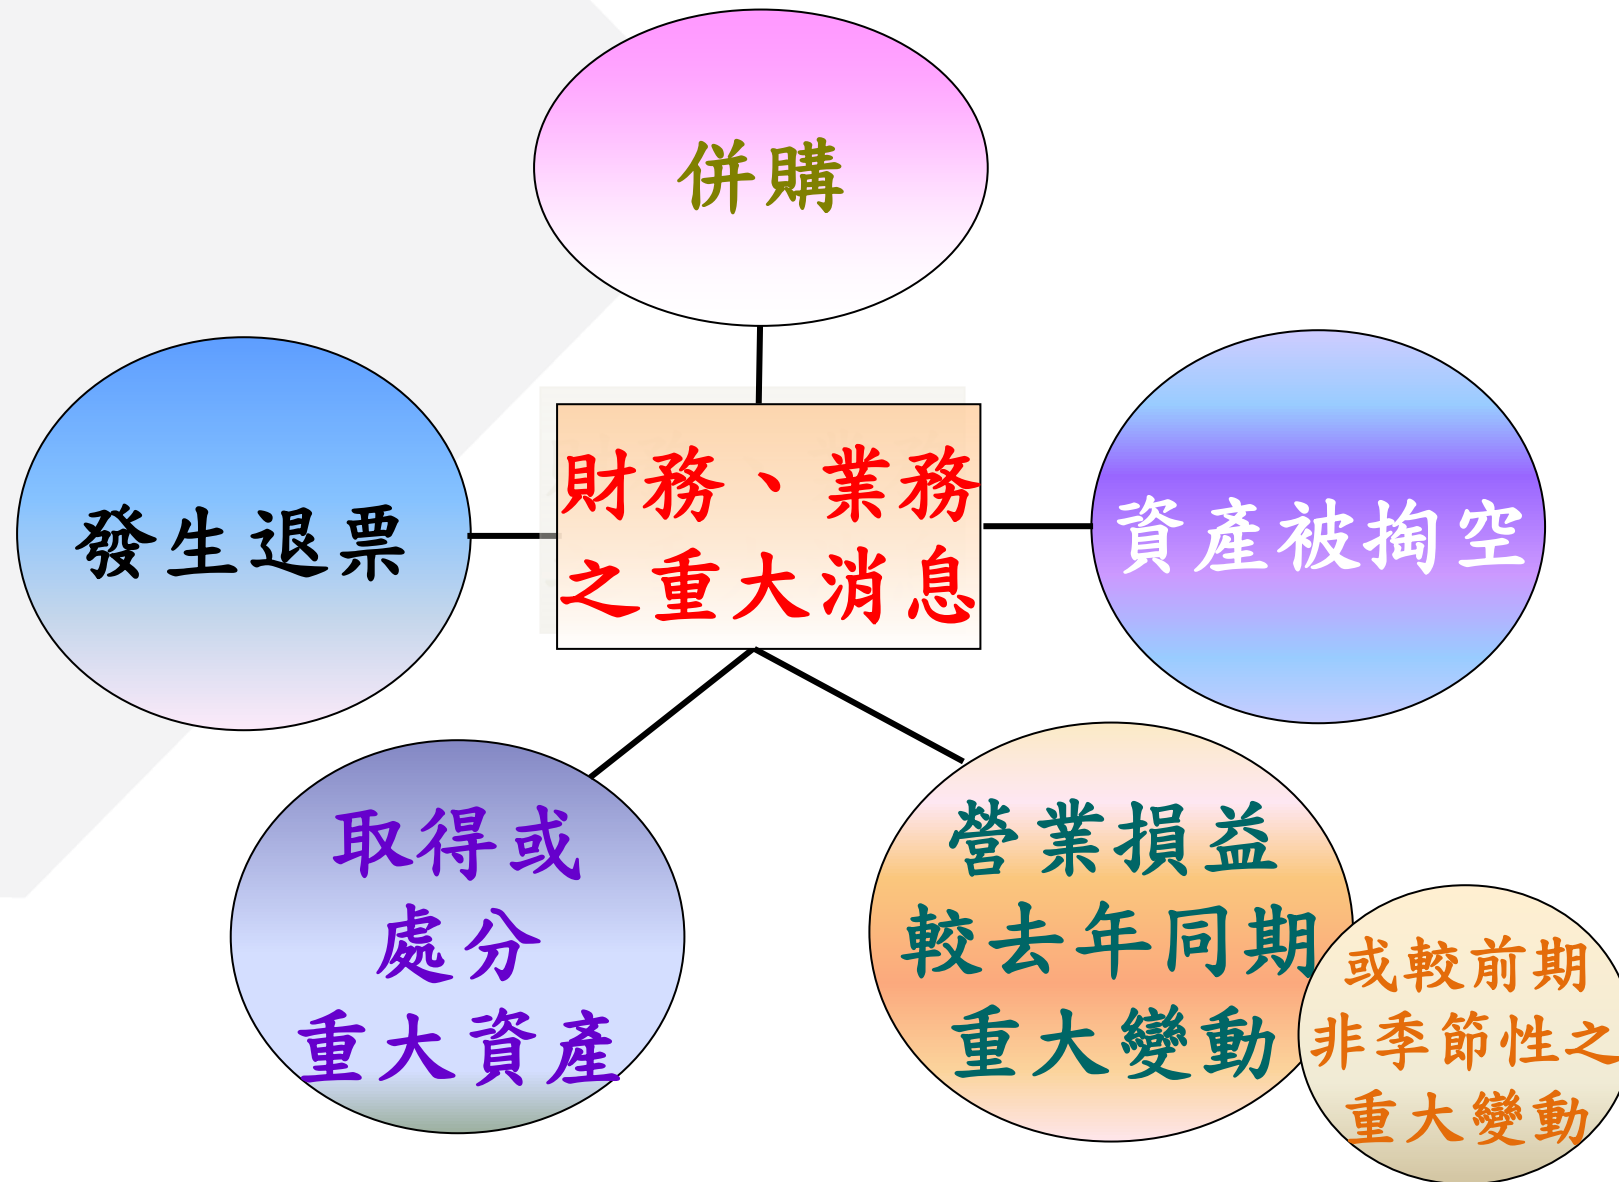 併購
發生退票
財務、業務
之重大消息
資產被掏空
取得或
處分
重大資產
營業損益
較去年同期
重大變動
或較前期
非季節性之
重大變動